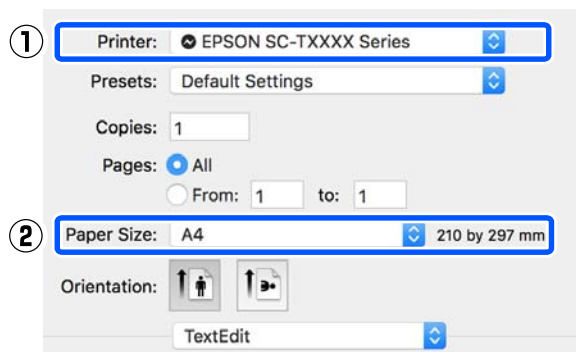 ① Printer: EPSON SC-TXXXX Series
Presets: Default Settings
Copies: 1
Pages: All
From: 1 to: 1
② Paper Size: A4 210 by 297 mm
Orientation:
TextEdit